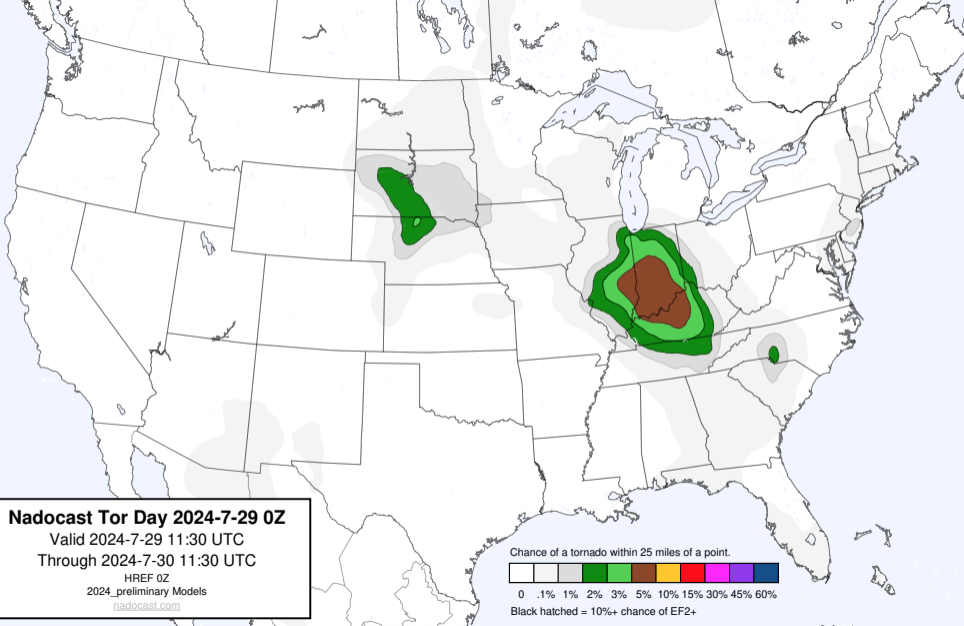 Nadocast Tor Day 2024-7-29 0Z
Valid 2024-7-29 11:30 UTC
Through 2024-7-30 11:30 UTC
HREF 0Z
2024_preliminary Models
nadocast.com
Chance of a tornado within 25 miles of a point.
0 .1% 1% 2% 3% 5% 10% 15% 30% 45% 60%
Black hatched = 10%+ chance of EF2+